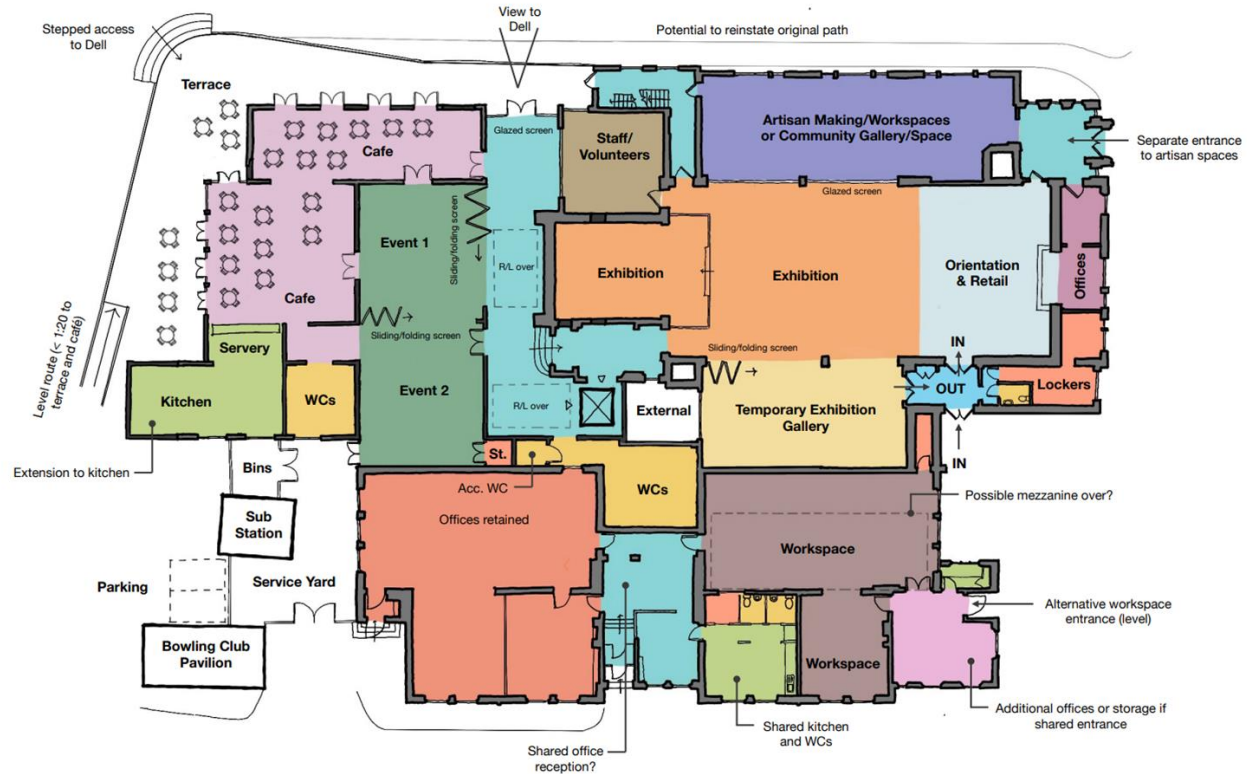 View to
Dell
Stepped access
to Dell
Potential to reinstate original path
Terrace
Glazed screen
Cafe
Staff/
Volunteers
Artisan Making/Workspaces
or Community Gallery/Space
Separate entrance
to artisan spaces
Glazed screen
Sliding/folding screen
Event 1
R/L over
Exhibition
Exhibition
Orientation
& Retail
Offices
Cafe
Sliding/folding screen
Sliding/folding screen
Level route (< 1:20 to
terrace and café)
Servery
IN
Kitchen
WCs
Event 2
R/L over
External
Temporary Exhibition
Gallery
OUT
Lockers
Extension to kitchen
Bins
St.
IN
Acc. WC
WCs
Possible mezzanine over?
Sub
Station
Offices retained
Workspace
Parking
Service Yard
Alternative workspace
entrance (level)
Bowling Club
Pavilion
Workspace
Additional offices or storage if
shared entrance
Shared kitchen
and WCs
Shared office
reception?